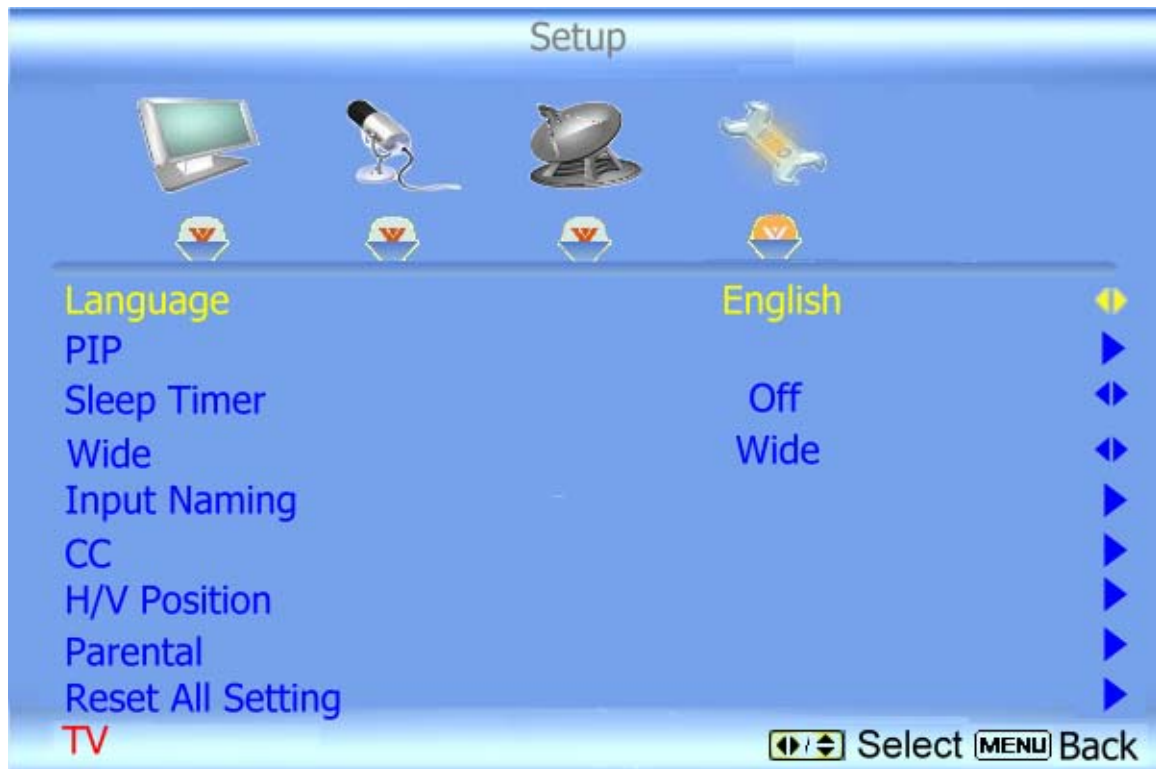 Setup
Language English
PIP
Sleep Timer Off
Wide Wide
Input Naming
CC
H/V Position
Parental
Reset All Setting
TV Select MENU Back